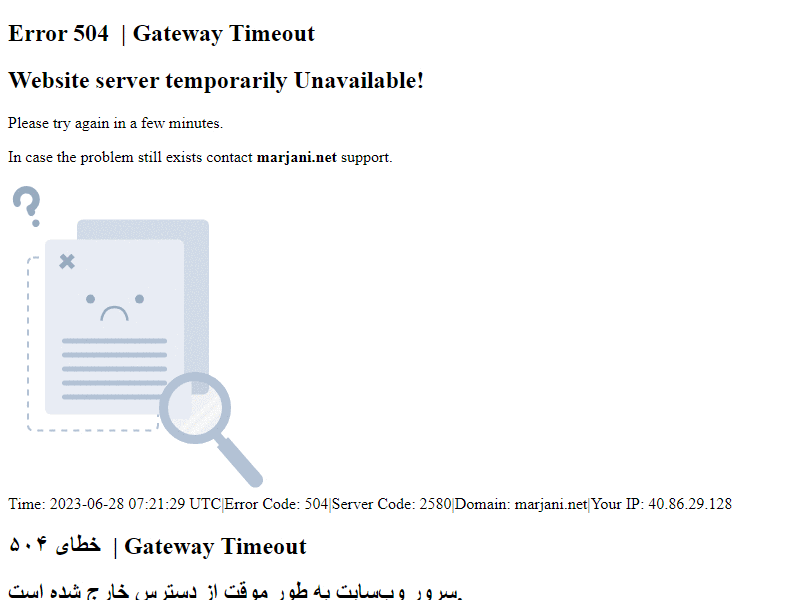 Error 504 | Gateway Timeout
Website server temporarily Unavailable!
Please try again in a few minutes.
In case the problem still exists contact marjani.net support.
Time: 2023-06-28 07:21:29 UTC|Error Code: 504|Server Code: 2580|Domain: marjani.net|Your IP: 40.86.29.128
خطای ۵۰۴ | Gateway Timeout
سرور وب‌سایت به طور موقت از دسترس خارج شده است.